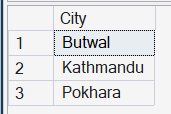 City
1 Butwal
2 Kathmandu
3 Pokhara